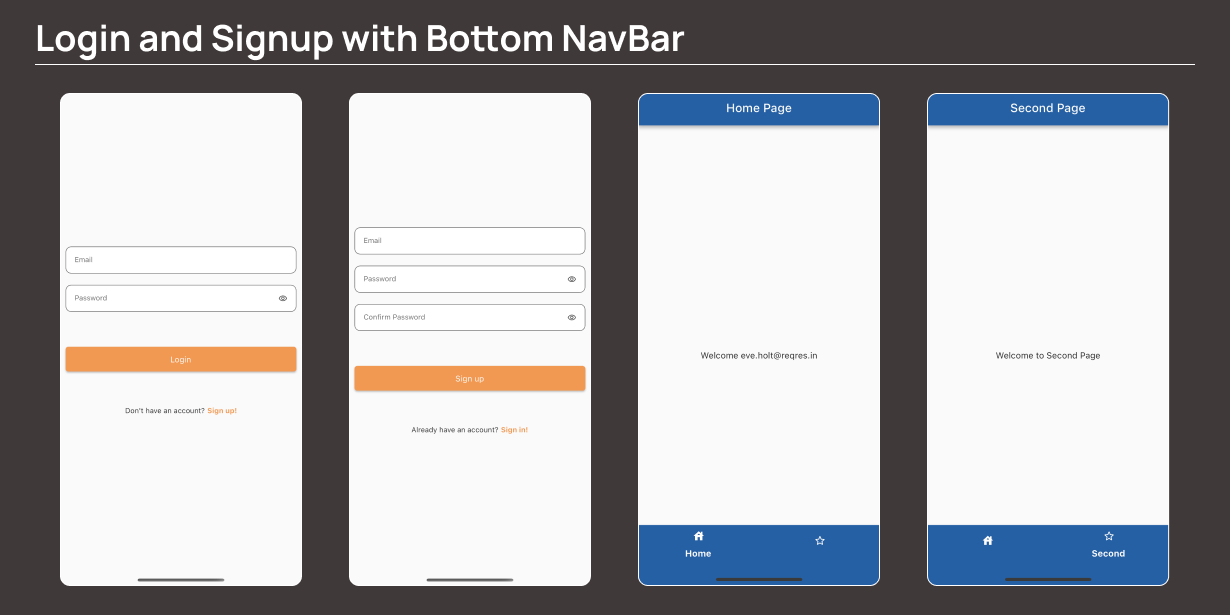 Login and Signup with Bottom NavBar
Email
Password
Login
Don't have an account? Sign up!
Email
Password
Confirm Password
Sign up
Already have an account? Sign in!
Home Page
Welcome eve.holt@reqres.in
Home
Second Page
Welcome to Second Page
Second